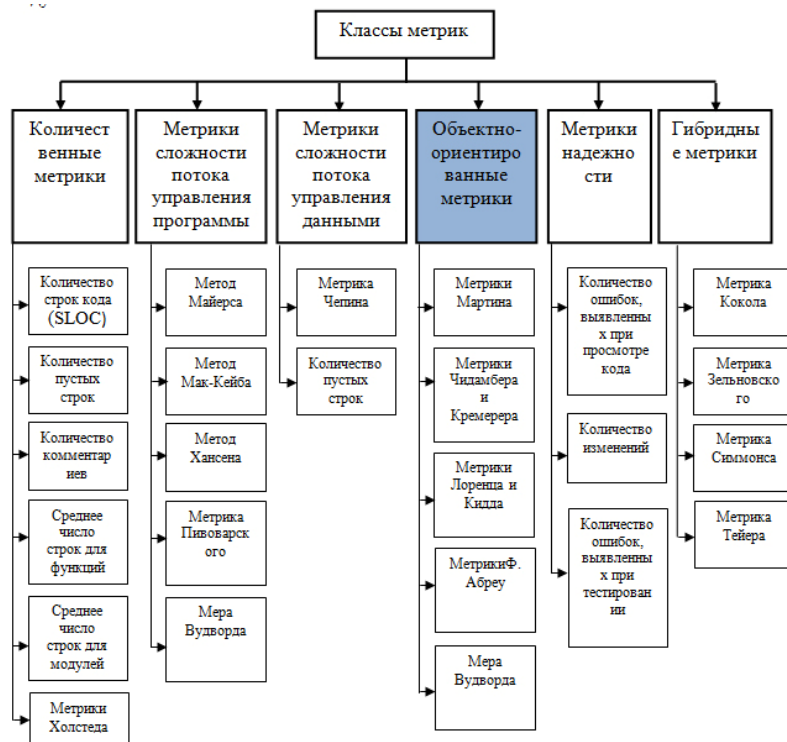 Классы метрик
Количест
венные
метрики
Метрики
сложности
потока
управления
программы
Метрики
сложности
потока
управления
данными
Объектно-
ориентиро
ванные
метрики
Метрики
надежно
сти
Гибридны
е метрики
Количество
строк кода
(SLOC)
Количество
пустых
строк
Количество
комментар
иев
Среднее
число
строк для
функций
Среднее
число
строк для
модулей
Метрики
Холстеда
Метод
Майерса
Метод
Мак-Кейба
Метод
Хансена
Метрика
Пивоварс
кого
Мера
Вудворда
Метрика
Чепина
Количество
пустых
строк
Метрики
Мартина
Метрики
Чидамбера
и
Кремерера
Метрики
Лоренца и
Кидда
МетрикиФ.
Абреу
Мера
Вудворда
Количество
ошибок,
выявленны
х при
просмотре
кода
Количество
изменений
Количество
ошибок,
выявленны
х при
тестирован
ии
Метрика
Кокола
Метрика
Зельновско
го
Метрика
Симмонса
Метрика
Тейера